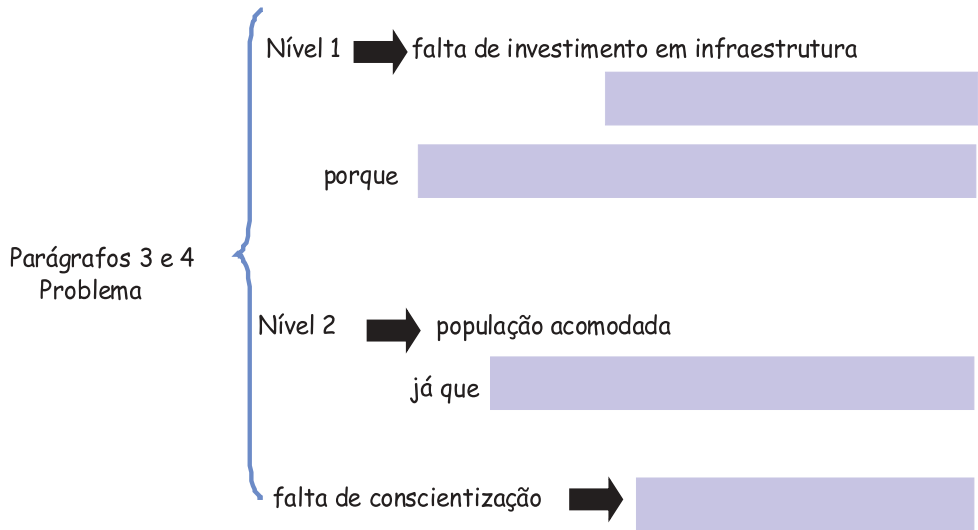 Nível 1 falta de investimento em infraestrutura
porque
Parágrafos 3 e 4
Problema
Nível 2 população acomodada
já que
falta de conscientização